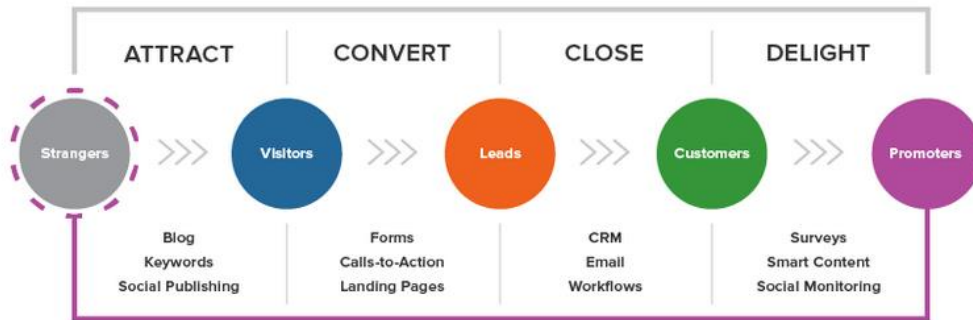 ATTRACT
CONVERT
CLOSE
DELIGHT
Strangers
Visitors
Leads
Customers
Promoters
Blog
Keywords
Social Publishing
Forms
Calls-to-Action
Landing Pages
CRM
Email
Workflows
Surveys
Smart Content
Social Monitoring